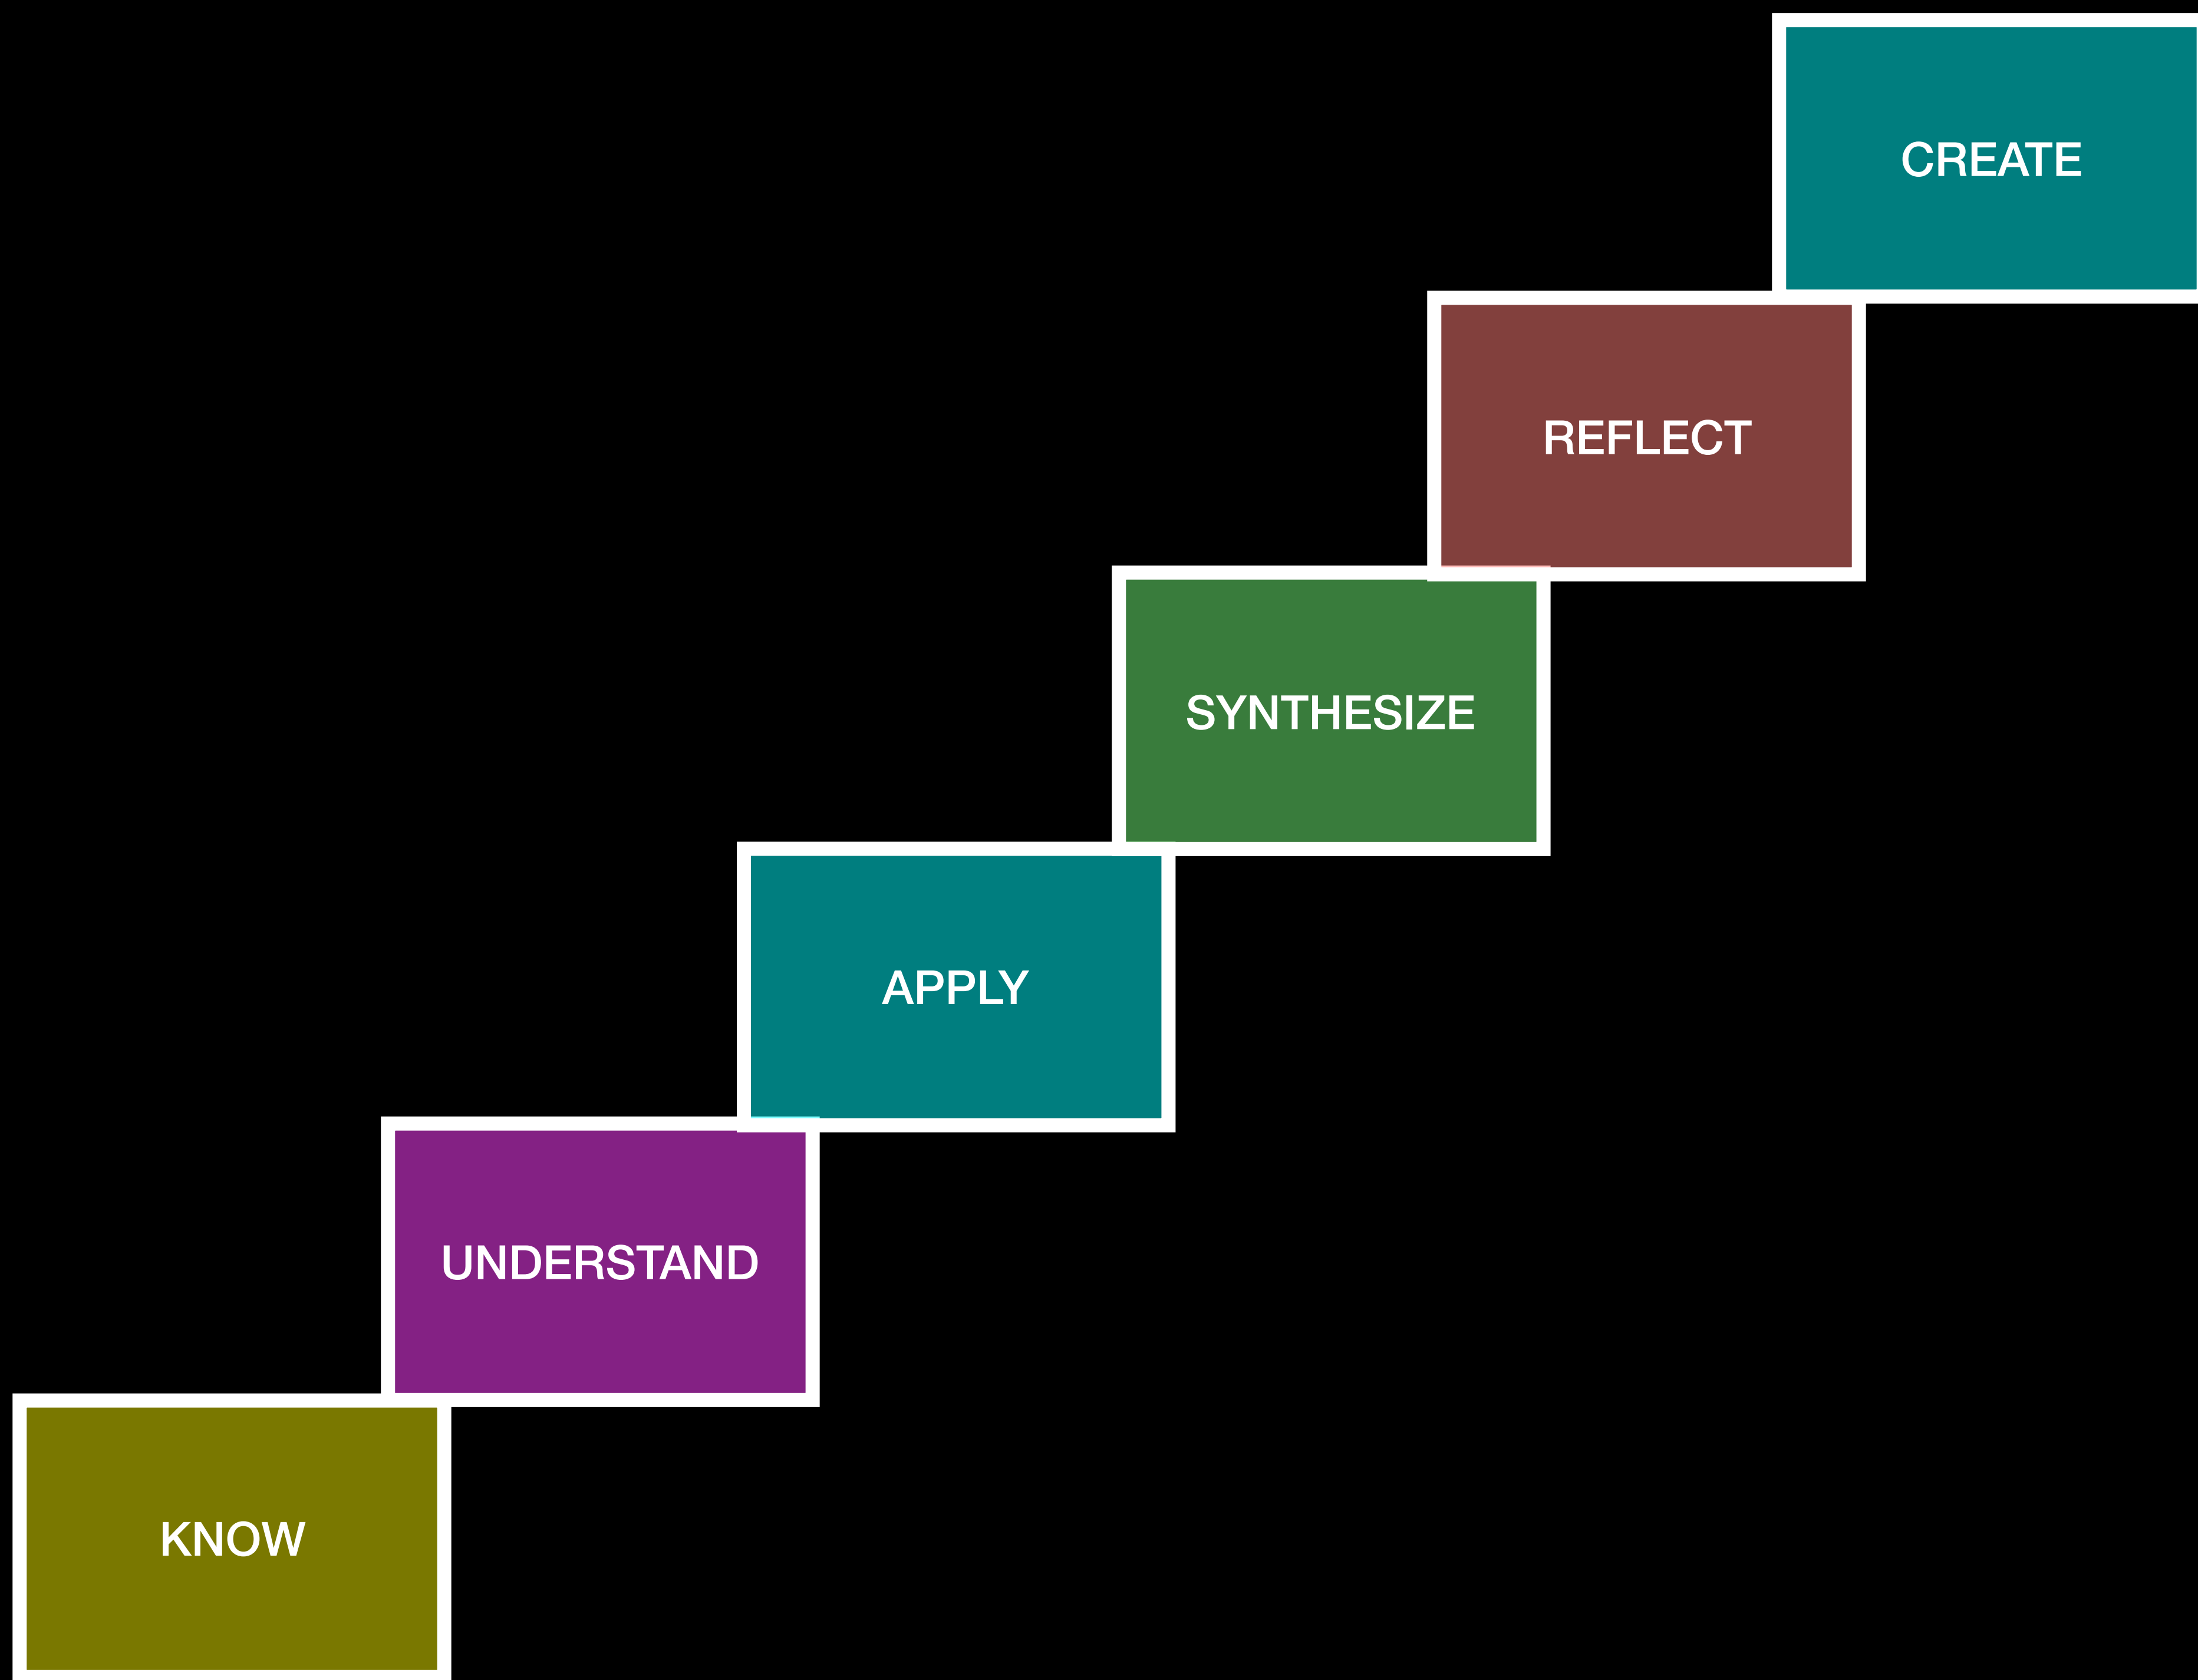 CREATE
REFLECT
SYNTHESIZE
APPLY
UNDERSTAND
KNOW